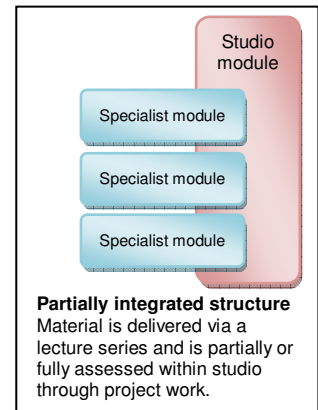 Studio
module
Specialist module
Specialist module
Specialist module
Partially integrated structure
Material is delivered via a
lecture series and is partially or
fully assessed within studio
through project work.